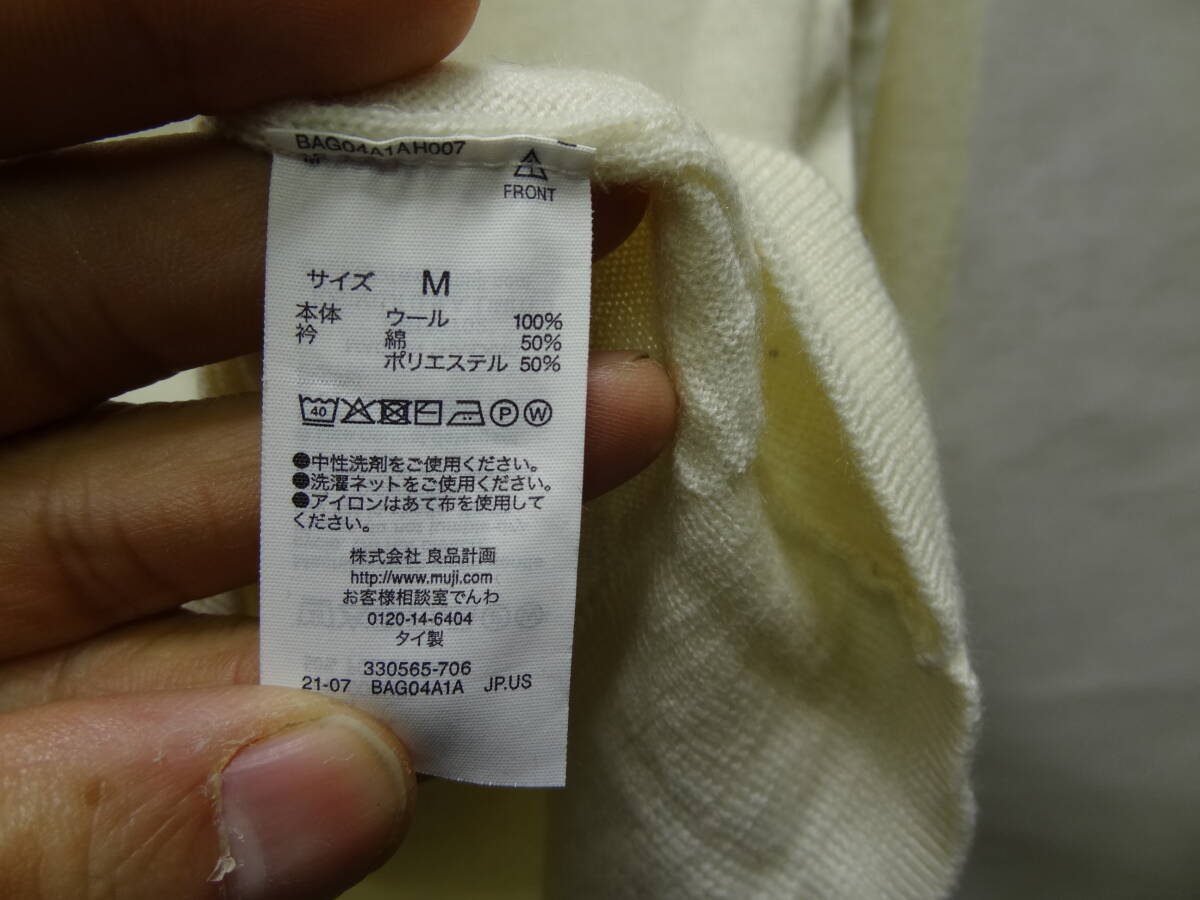 BAG04A1AH007
FRONT
サイズ M
本体 ウール 100%
衿 綿 50%
ポリエステル 50%
40 P W
●中性洗剤をご使用ください。
●洗濯ネットをご使用ください。
●アイロンはあて布を使用して
ください。
株式会社 良品計画
http://www.muji.com
お客様相談室でんわ
0120-14-6404
タイ製
330565-706
21-07 BAG04A1A JP.US